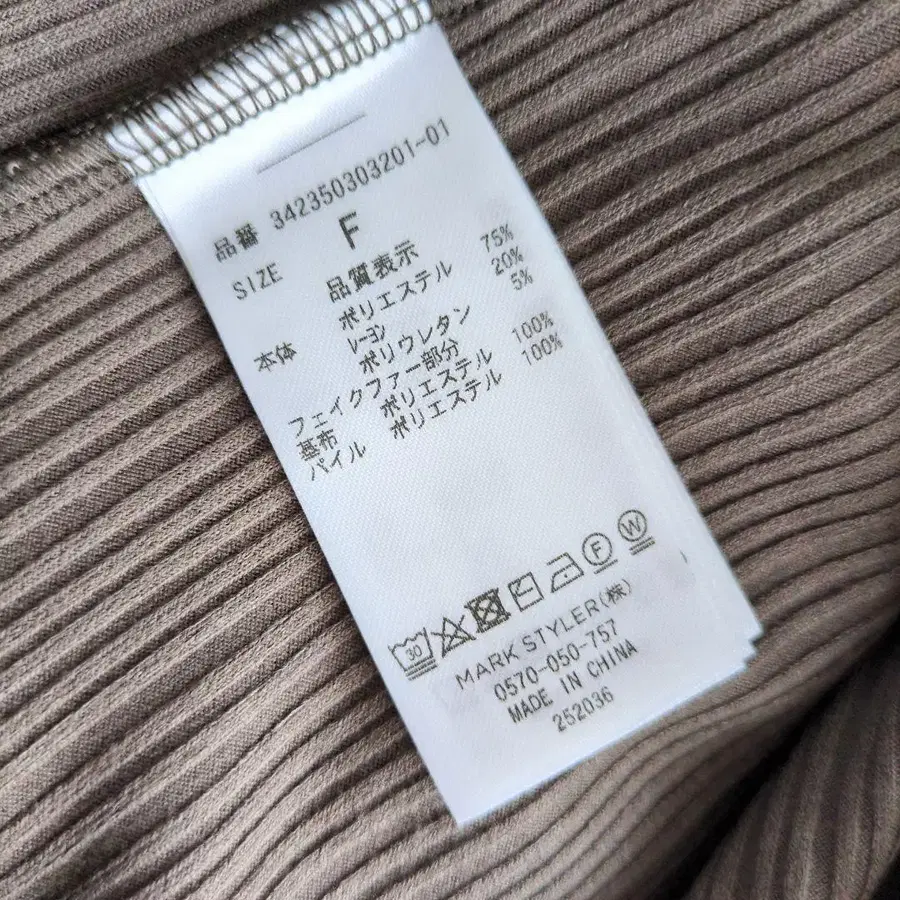 品番 342350303201-01
SIZE F
品質表示
本体 ポリエステル 75%
レーヨン 20%
ポリウレタン 5%
フェイクファー部分
基布 ポリエステル 100%
パイル ポリエステル 100%
30 F W
MARK STYLER(株)
0570-050-757
MADE IN CHINA
252036